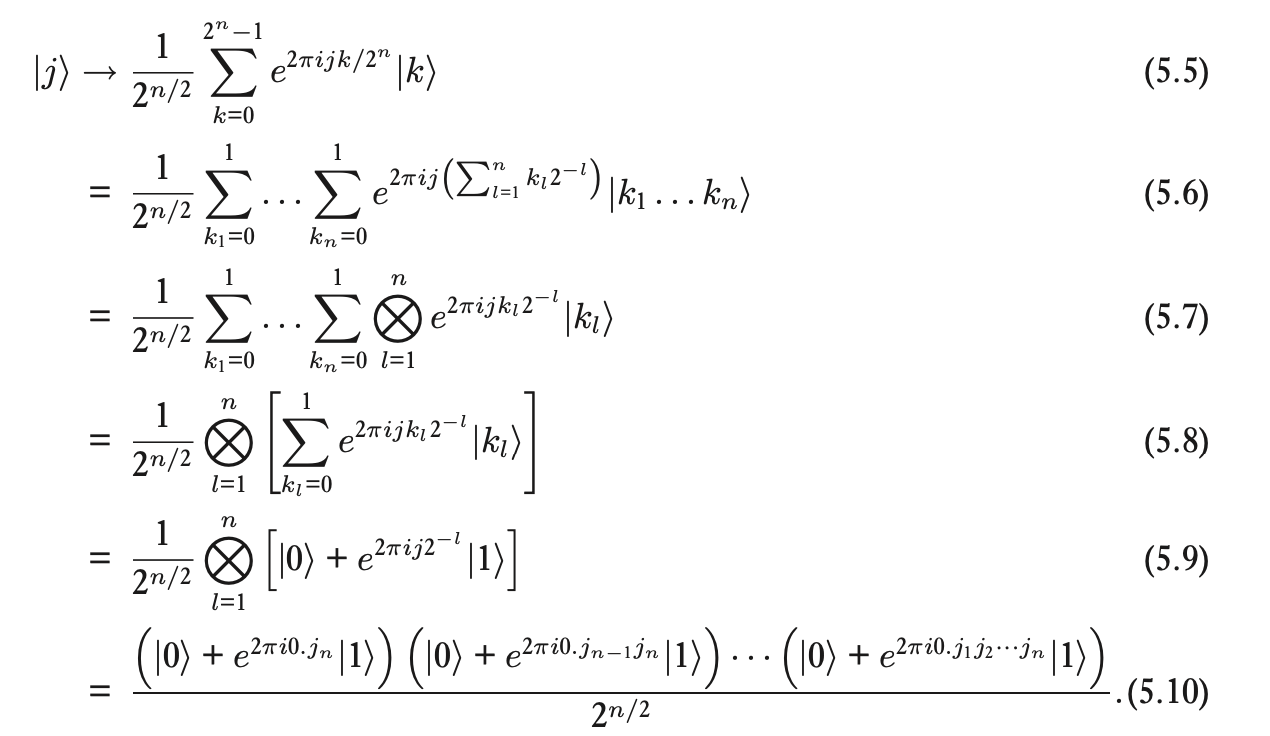 |j⟩ → \frac{1}{2^{n/2}} \sum_{k=0}^{2^n-1} e^{2\pi ijk/2^n} |k⟩ (5.5)
= \frac{1}{2^{n/2}} \sum_{k_1=0}^{1} \ldots \sum_{k_n=0}^{1} e^{2\pi ij\left(\sum_{l=1}^{n} k_l 2^{-l}\right)} |k_1 \ldots k_n⟩ (5.6)
= \frac{1}{2^{n/2}} \sum_{k_1=0}^{1} \ldots \sum_{k_n=0}^{1} \bigotimes_{l=1}^{n} e^{2\pi ijk_l 2^{-l}} |k_l⟩ (5.7)
= \frac{1}{2^{n/2}} \bigotimes_{l=1}^{n} \left[ \sum_{k_l=0}^{1} e^{2\pi ijk_l 2^{-l}} |k_l⟩ \right] (5.8)
= \frac{1}{2^{n/2}} \bigotimes_{l=1}^{n} \left[ |0⟩ + e^{2\pi ij2^{-l}} |1⟩ \right] (5.9)
= \frac{\left(|0⟩ + e^{2\pi i0.j_n}|1⟩\right) \left(|0⟩ + e^{2\pi i0.j_{n-1}j_n}|1⟩\right) \cdots \left(|0⟩ + e^{2\pi i0.j_1j_2\cdots j_n}|1⟩\right)}{2^{n/2}} . (5.10)